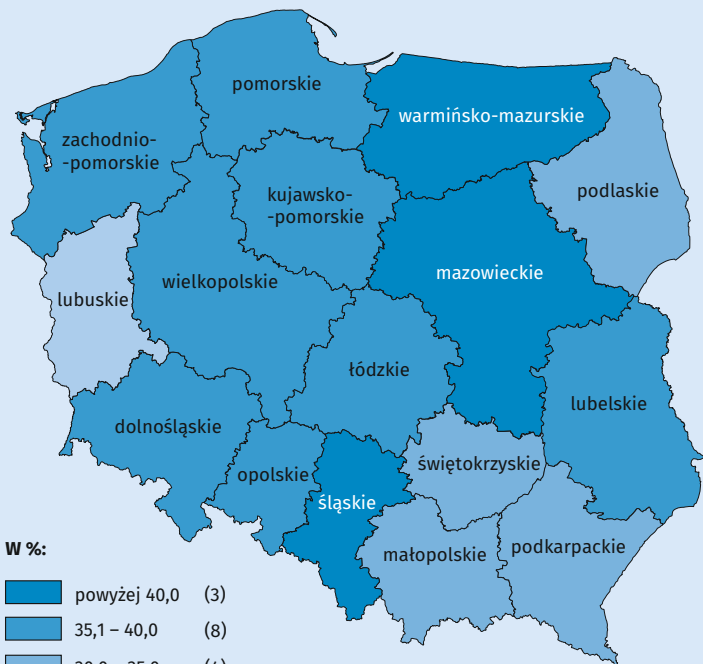 pomorskie
warmińsko-mazurskie
zachodnio-
-pomorskie
podlaskie
kujawsko-
-pomorskie
mazowieckie
wielkopolskie
lubuskie
łódzkie
lubelskie
dolnośląskie
świętokrzyskie
opolskie
śląskie
małopolskie
podkarpackie
W %:
powyżej 40,0 (3)
35,1 – 40,0 (8)